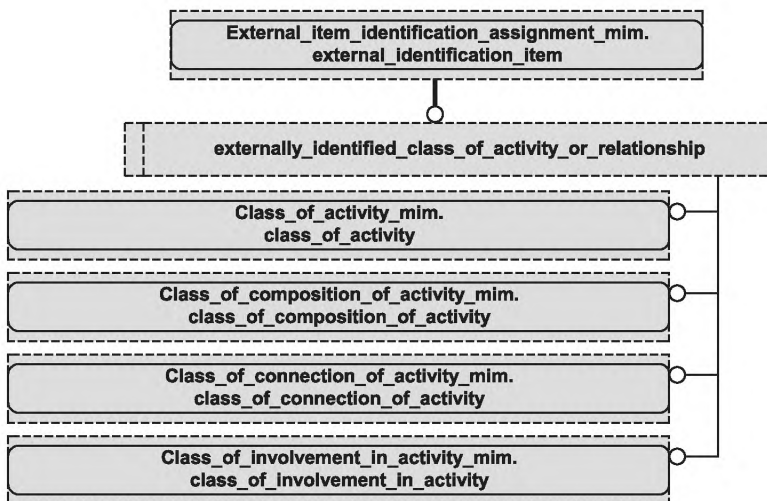 External_item_identification_assignment_mim.
external_identification_item
externally_identified_class_of_activity_or_relationship
Class_of_activity_mim.
class_of_activity
Class_of_composition_of_activity_mim.
class_of_composition_of_activity
Class_of_connection_of_activity_mim.
class_of_connection_of_activity
Class_of_involvement_in_activity_mim.
class_of_involvement_in_activity